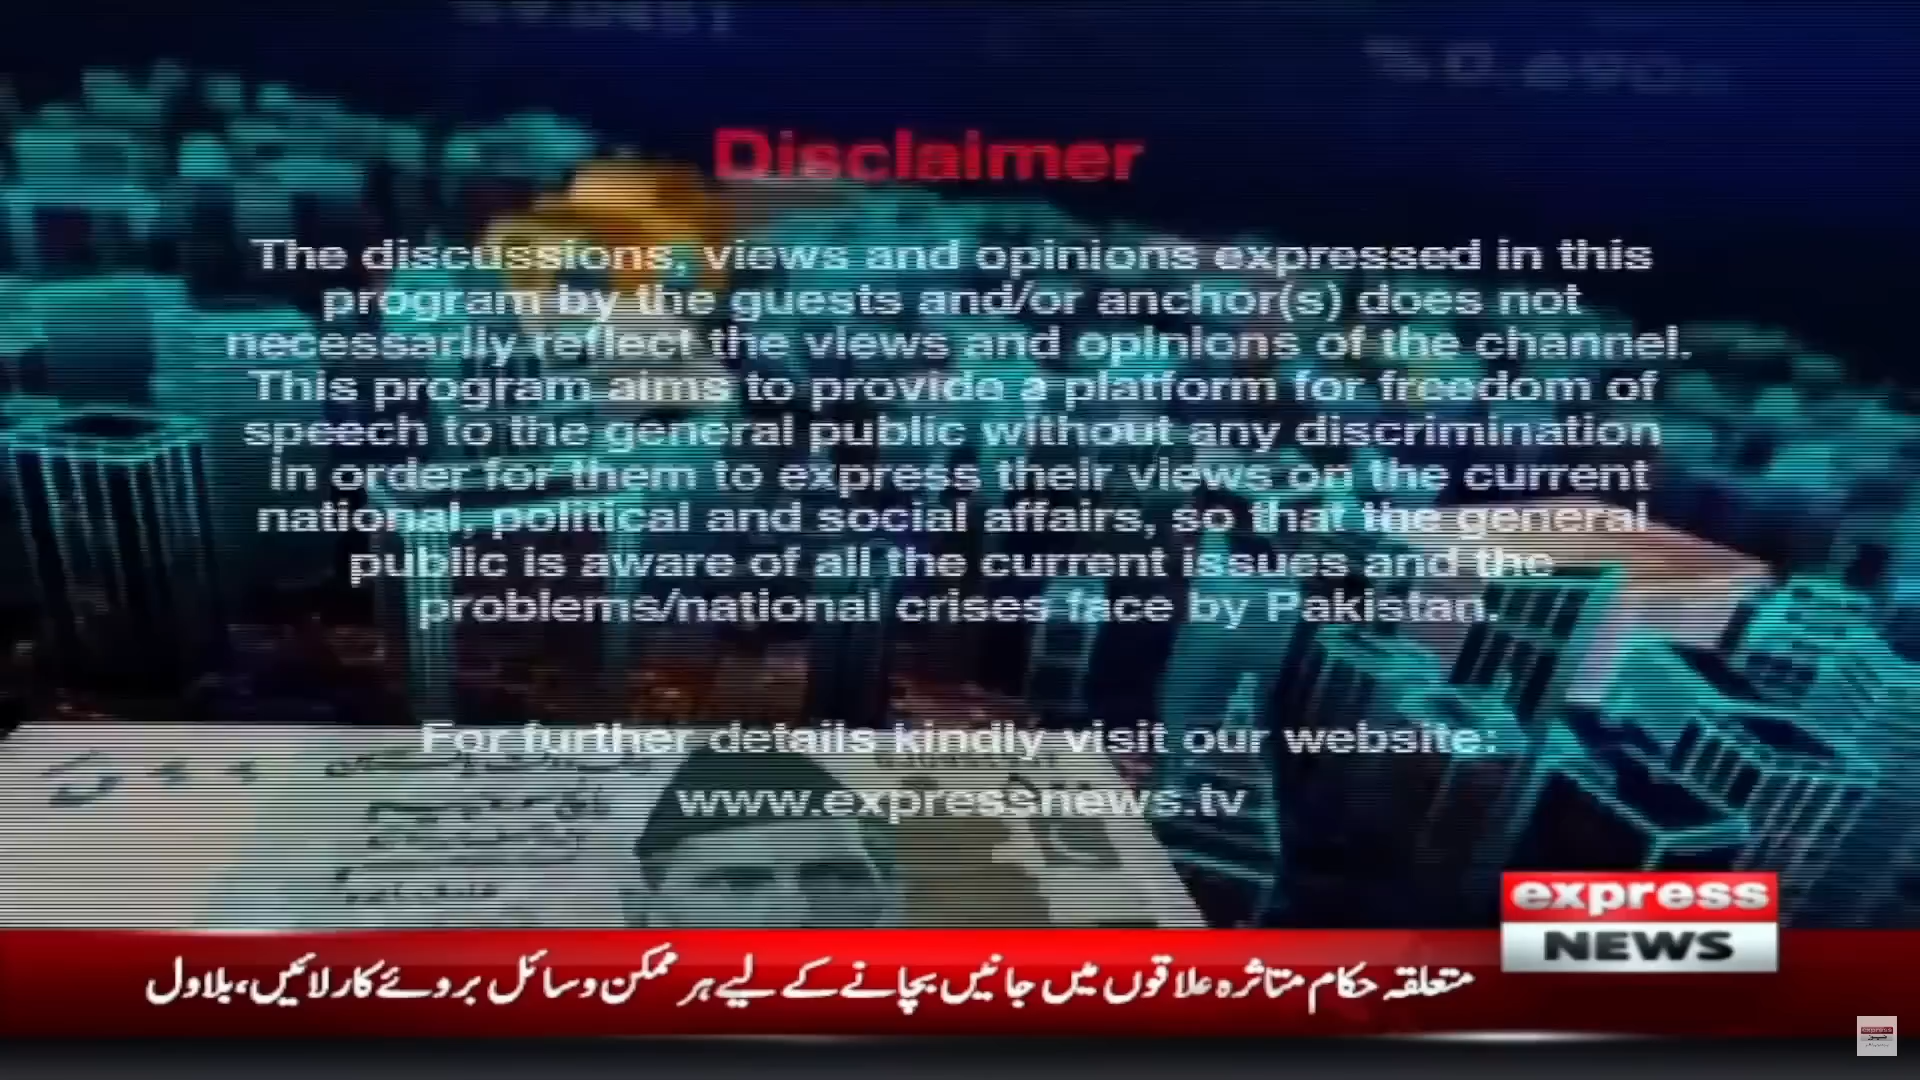 Disclaimer
The discussions, views and opinions expressed in this
program by the guests and/or anchor(s) does not
necessarily reflect the views and opinions of the channel.
This program aims to provide a platform for freedom of
speech to the general public without any discrimination
in order for them to express their views on the current
national, political and social affairs, so that the general
public is aware of all the current issues and the
problems/national crises face by Pakistan.
For further details kindly visit our website:
www.expressnews.tv
express
NEWS
متعلقہ حکام متاثرہ علاقوں میں جانیں بچانے کے لیے ہر ممکن وسائل بروئے کار لائیں، بلاول
express